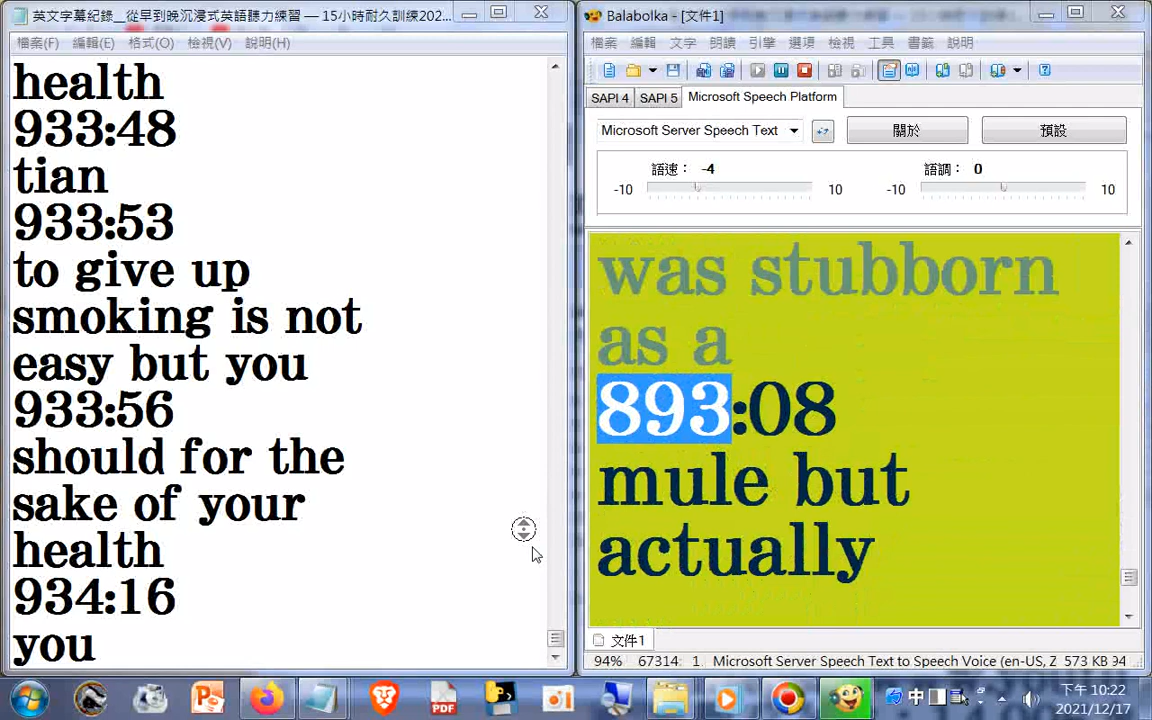 英文字幕紀錄__從早到晚沉浸式英語聽力練習 — 15小時耐久訓練202...
檔案(F) 編輯(E) 格式(O) 檢視(V) 說明(H)
health
933:48
tian
933:53
to give up
smoking is not
easy but you
933:56
should for the
sake of your
health
934:16
you
Balabolka - [文件1]
檔案 編輯 文字 朗讀 引擎 選項 檢視 工具 書籤 說明
SAPI 4 SAPI 5 Microsoft Speech Platform
Microsoft Server Speech Text 關於 預設
語速： -4 語調： 0
-10 10 -10 10
was stubborn
as a
893:08
mule but
actually
文件1
94% 67314: 1. Microsoft Server Speech Text to Speech Voice (en-US, Z 573 KB 94
PDF 中 下午 10:22
2021/12/17